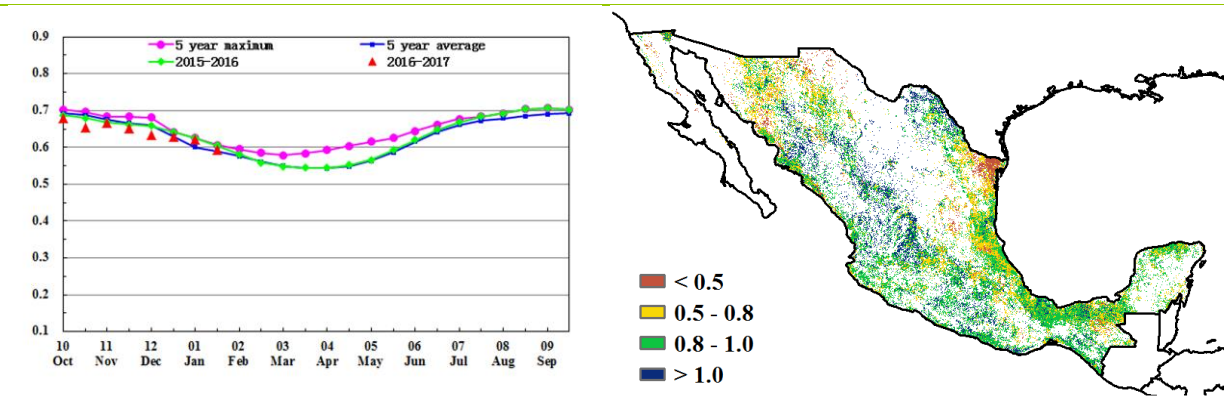 0.9
0.8
0.7
0.6
0.5
0.4
0.3
0.2
0.1
5 year maximum
5 year average
2015-2016
2016-2017
10 11 12 01 02 03 04 05 06 07 08 09
Oct Nov Dec Jan Feb Mar Apr May Jun Jul Aug Sep
< 0.5
0.5 - 0.8
0.8 - 1.0
> 1.0